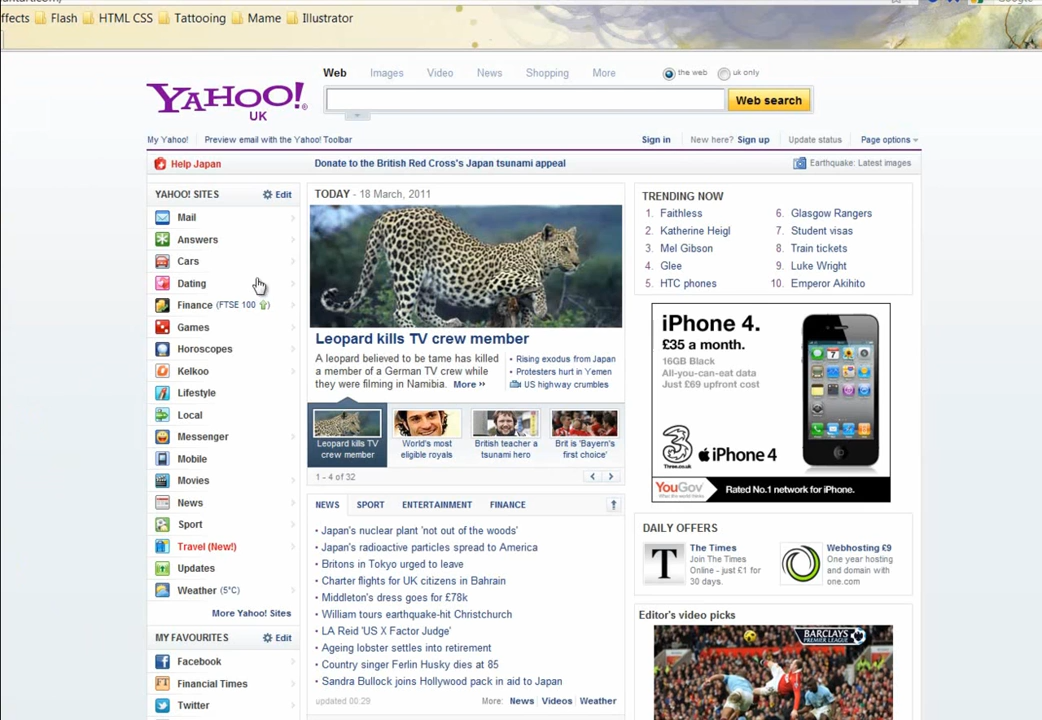 ffects Flash HTML CSS Tattooing Mame Illustrator
Web Images Video News Shopping More the web uk only
YAHOO!
UK
Web search
My Yahoo! Preview email with the Yahoo! Toolbar Sign in New here? Sign up Update status Page options
Help Japan Donate to the British Red Cross's Japan tsunami appeal Earthquake: Latest images
YAHOO! SITES Edit
Mail
Answers
Cars
Dating
Finance (FTSE 100 )
Games
Horoscopes
Kelkoo
Lifestyle
Local
Messenger
Mobile
Movies
News
Sport
Travel (New!)
Updates
Weather (5°C)
More Yahoo! Sites
MY FAVOURITES Edit
Facebook
Financial Times
Twitter
TODAY - 18 March, 2011
Leopard kills TV crew member
A leopard believed to be tame has killed
a member of a German TV crew while
they were filming in Namibia. More
• Rising exodus from Japan
• Protesters hurt in Yemen
US highway crumbles
Leopard kills TV
crew member
World's most
eligible royals
British teacher a
tsunami hero
Brit is 'Bayern's
first choice'
1 - 4 of 32
NEWS SPORT ENTERTAINMENT FINANCE
• Japan's nuclear plant 'not out of the woods'
• Japan's radioactive particles spread to America
• Britons in Tokyo urged to leave
• Charter flights for UK citizens in Bahrain
• Middleton's dress goes for £78k
• William tours earthquake-hit Christchurch
• LA Reid 'US X Factor Judge'
• Ageing lobster settles into retirement
• Country singer Ferlin Husky dies at 85
• Sandra Bullock joins Hollywood pack in aid to Japan
updated 00:29 More: News Videos Weather
TRENDING NOW
1. Faithless
2. Katherine Heigl
3. Mel Gibson
4. Glee
5. HTC phones
6. Glasgow Rangers
7. Student visas
8. Train tickets
9. Luke Wright
10. Emperor Akihito
iPhone 4.
£35 a month.
16GB Black
All-you-can-eat data
Just £69 upfront cost
3
Three.co.uk
iPhone 4
YouGov
What the world thinks
Rated No.1 network for iPhone.
DAILY OFFERS
T
The Times
Join The Times
Online - just £1 for
30 days.
Webhosting £9
One year hosting
and domain with
one.com
Editor's video picks
BARCLAYS
PREMIER LEAGUE